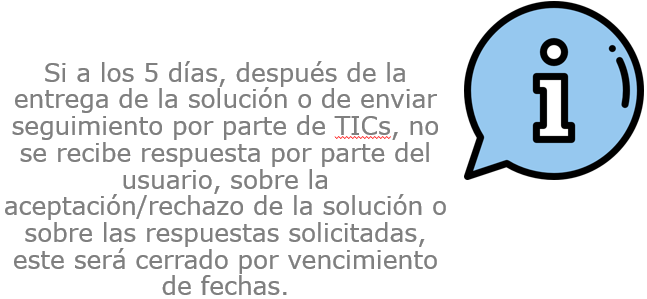 Si a los 5 días, después de la
entrega de la solución o de enviar
seguimiento por parte de TICs, no
se recibe respuesta por parte del
usuario, sobre la
aceptación/rechazo de la solución o
sobre las respuestas solicitadas,
este será cerrado por vencimiento
de fechas.